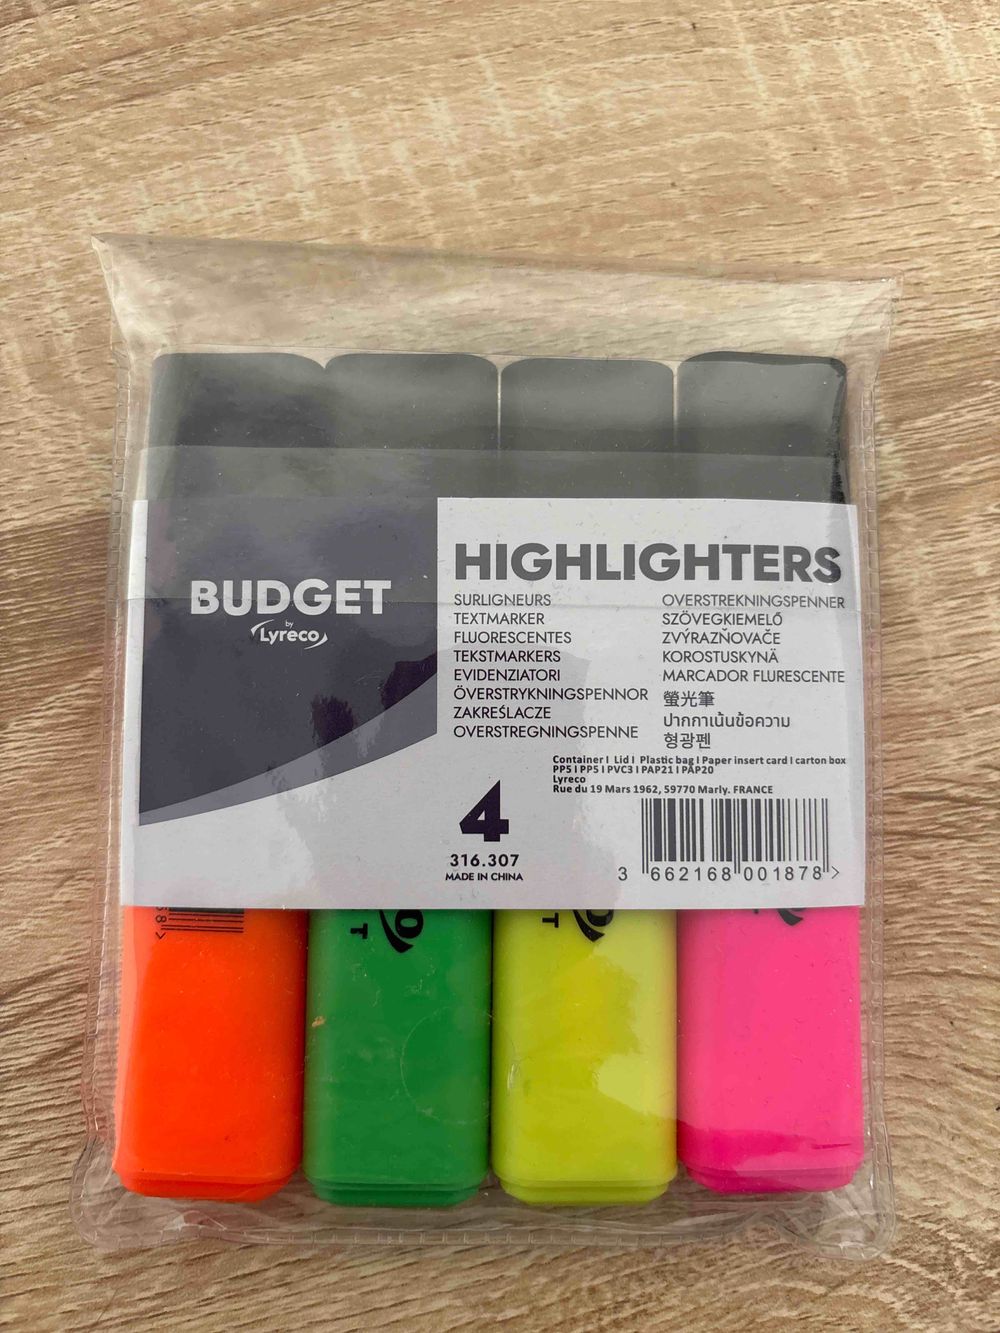 BUDGET
by
Lyreco
HIGHLIGHTERS
SURLIGNEURS
TEXTMARKER
FLUORESCENTES
TEKSTMARKERS
EVIDENZIATORI
ÖVERSTRYKNINGSPENNOR
ZAKREŚLACZE
OVERSTREGNINGSPENNE
OVERSTREKNINGSPENNER
SZÖVEGKIEMELŐ
ZVÝRAZŇOVAČE
KOROSTUSKYNÄ
MARCADOR FLURESCENTE
螢光筆
ปากกาเน้นข้อความ
형광펜
Container I Lid I Plastic bag I Paper insert card I carton box
PP5 I PP5 I PVC3 I PAP21 I PAP20
Lyreco
Rue du 19 Mars 1962, 59770 Marly. FRANCE
4
316.307
MADE IN CHINA
3 662168 001878 >